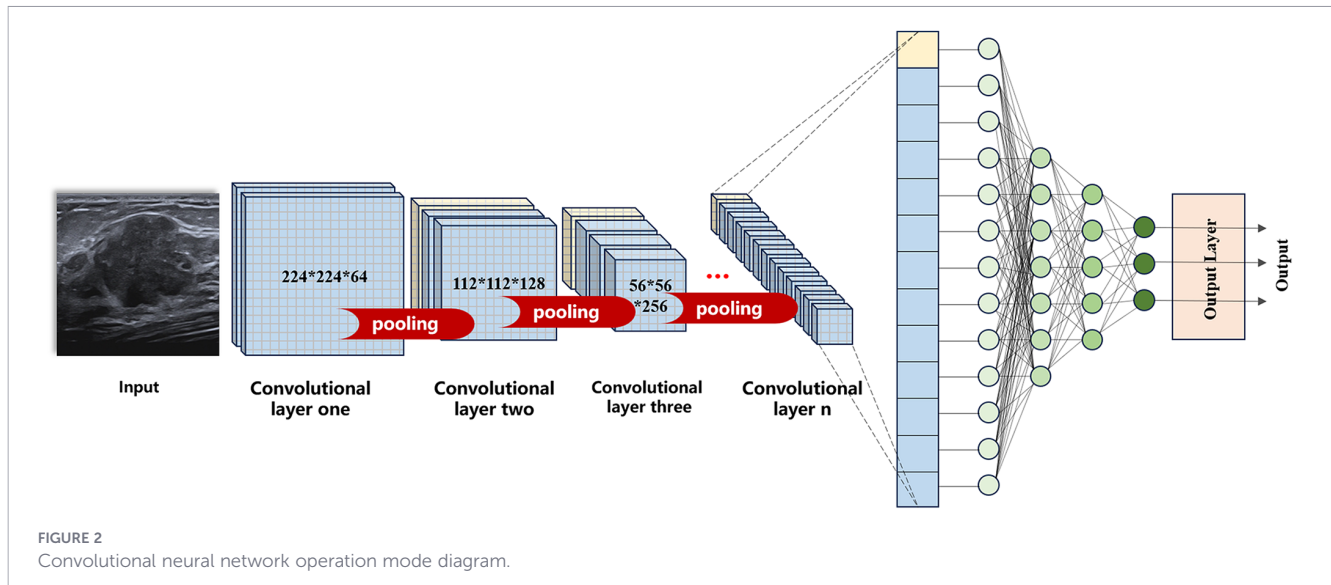 224*224*64
112*112*128
56*56
*256
...
pooling
pooling
pooling
Input
Convolutional
layer one
Convolutional
layer two
Convolutional
layer three
Convolutional
layer n
Output Layer
Output
FIGURE 2
Convolutional neural network operation mode diagram.